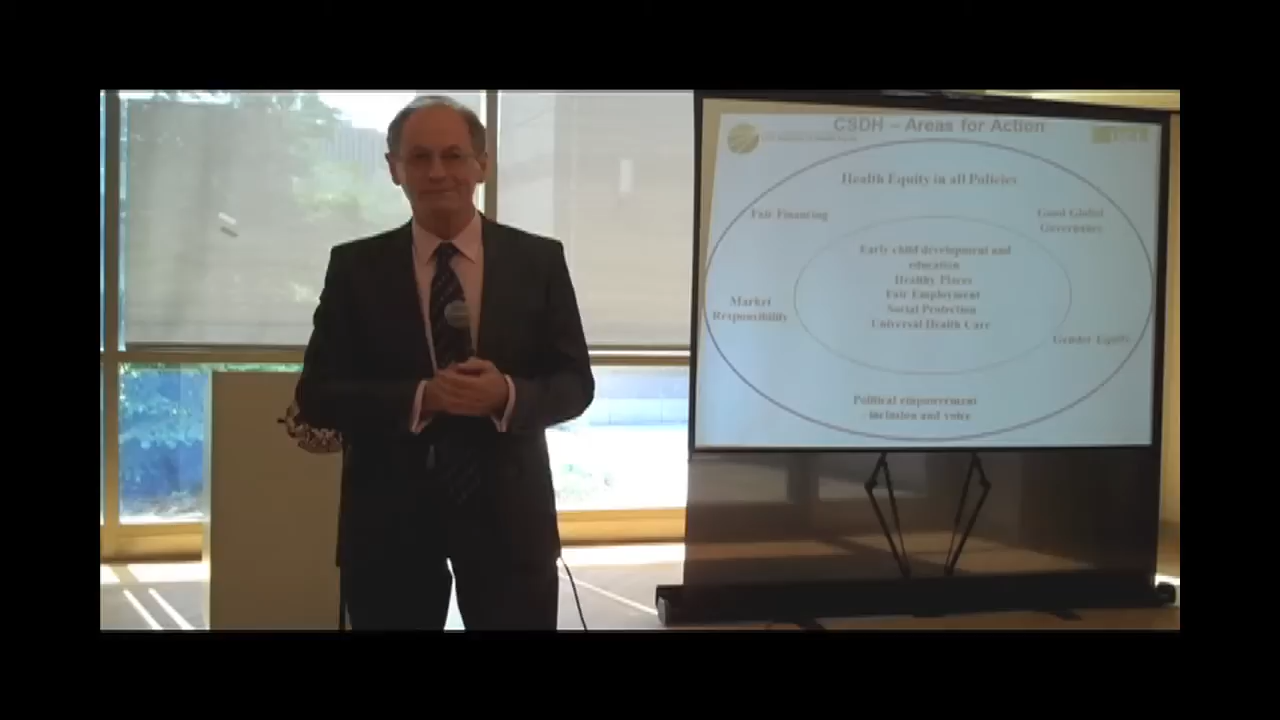 CSDH – Areas for Action
Health Equity in all Policies
Fair Financing
Good Global
Governance
Early child development and
education
Healthy Places
Fair Employment
Social Protection
Universal Health Care
Market
Responsibility
Gender Equity
Political empowerment
- inclusion and voice